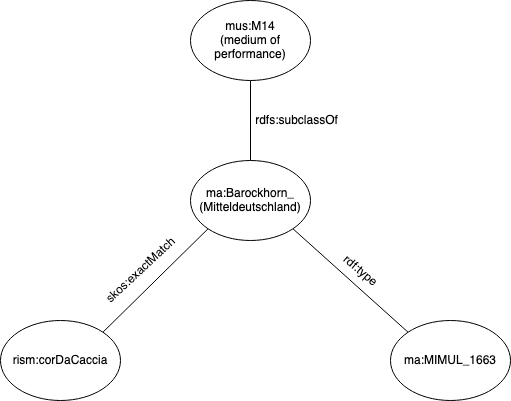 mus:M14
(medium of
performance)
rdfs:subclassOf
ma:Barockhorn_
(Mitteldeutschland)
skos:exactMatch
rdf:type
rism:corDaCaccia
ma:MIMUL_1663